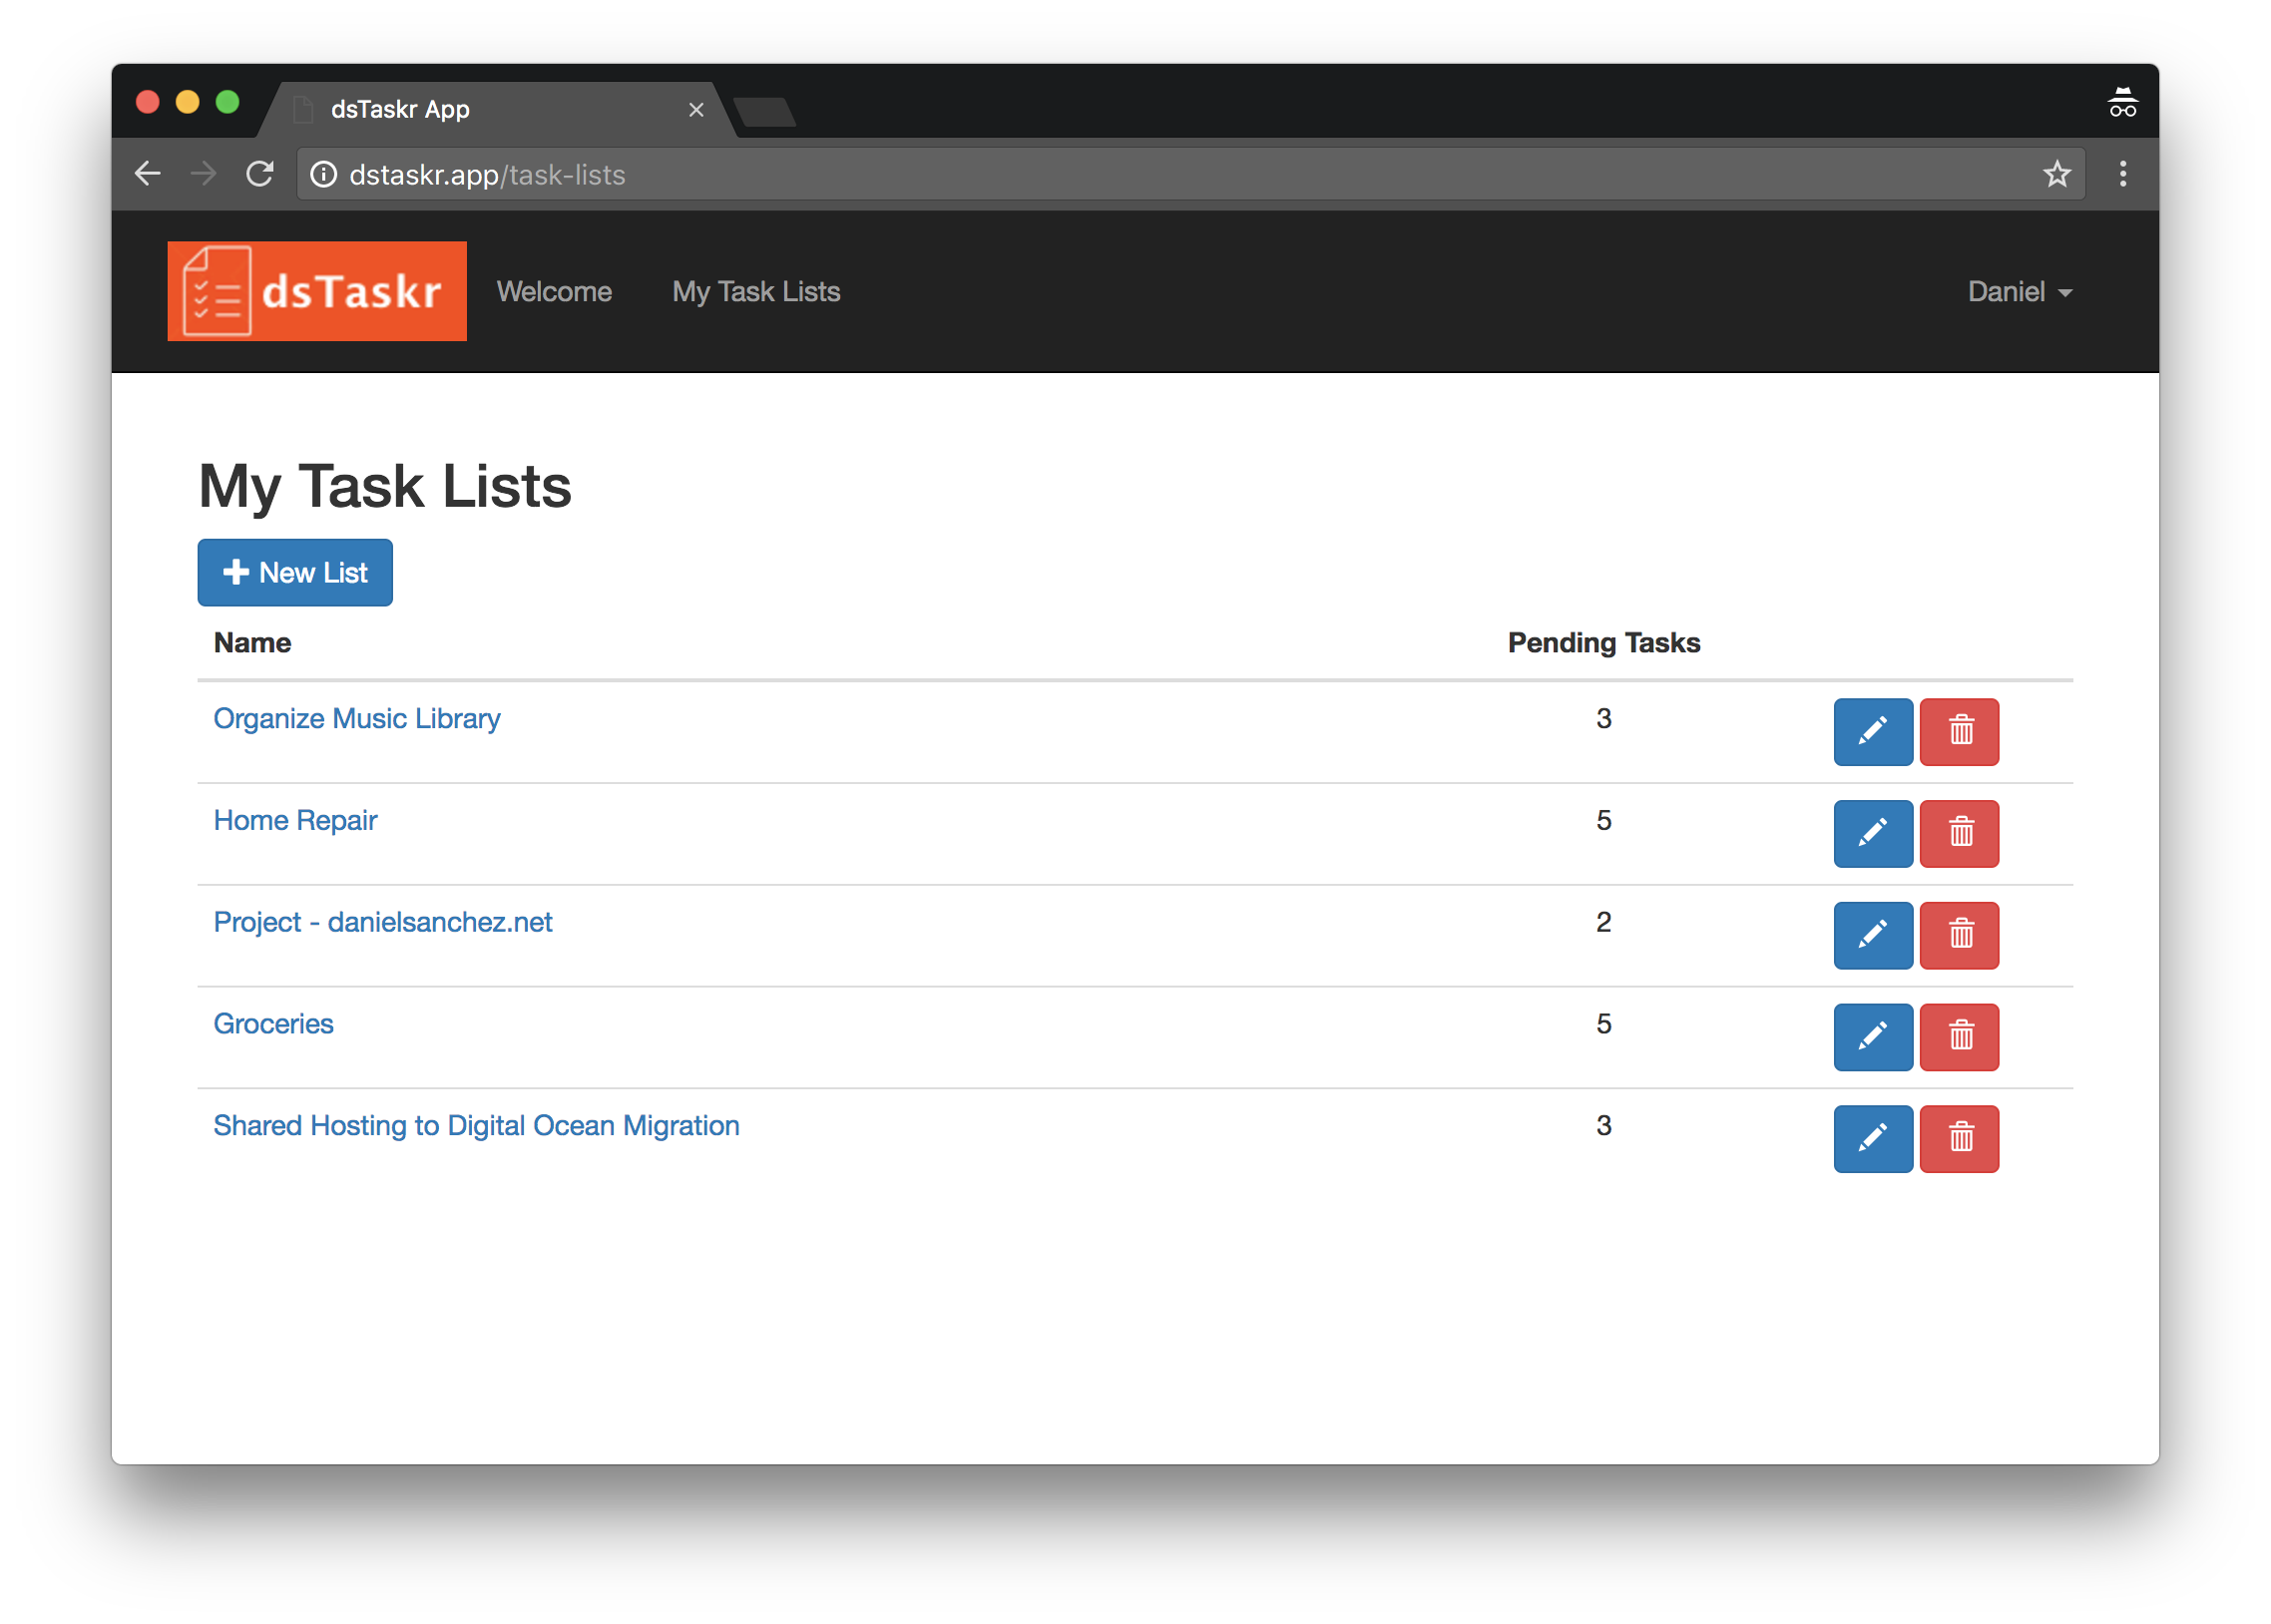 dsTaskr App
dstaskr.app/task-lists
dsTaskr Welcome My Task Lists Daniel
My Task Lists
New List
Name Pending Tasks
Organize Music Library 3
Home Repair 5
Project - danielsanchez.net 2
Groceries 5
Shared Hosting to Digital Ocean Migration 3